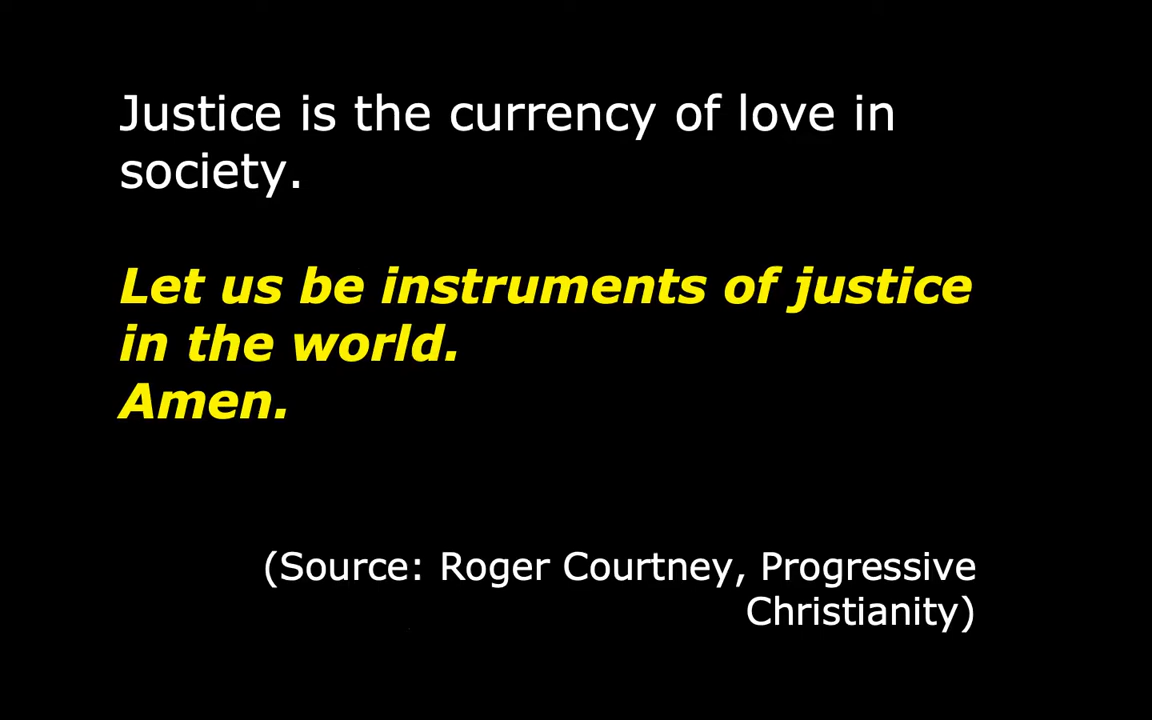 Justice is the currency of love in
society.
Let us be instruments of justice
in the world.
Amen.
(Source: Roger Courtney, Progressive
Christianity)